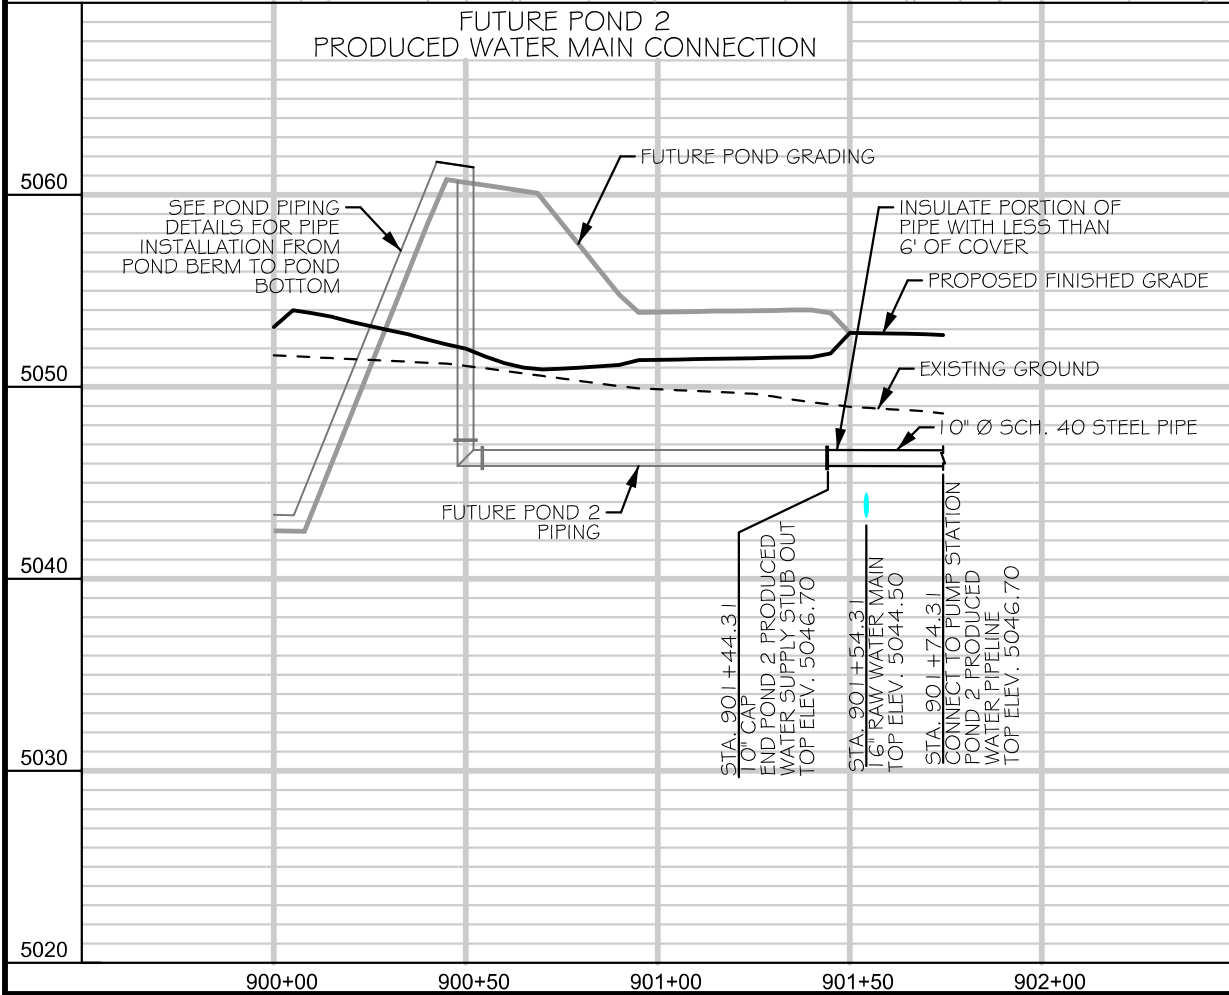 FUTURE POND 2
PRODUCED WATER MAIN CONNECTION
FUTURE POND GRADING
5060
SEE POND PIPING
DETAILS FOR PIPE
INSTALLATION FROM
POND BERM TO POND
BOTTOM
INSULATE PORTION OF
PIPE WITH LESS THAN
6' OF COVER
PROPOSED FINISHED GRADE
5050
EXISTING GROUND
10" Ø SCH. 40 STEEL PIPE
FUTURE POND 2
PIPING
5040
STA. 901+44.31
10" CAP
END POND 2 PRODUCED
WATER SUPPLY STUB OUT
TOP ELEV. 5046.70
STA. 901+54.31
16" RAW WATER MAIN
TOP ELEV. 5044.50
STA. 901+74.31
CONNECT TO PUMP STATION
POND 2 PRODUCED
WATER PIPELINE
TOP ELEV. 5046.70
5030
5020
900+00
900+50
901+00
901+50
902+00